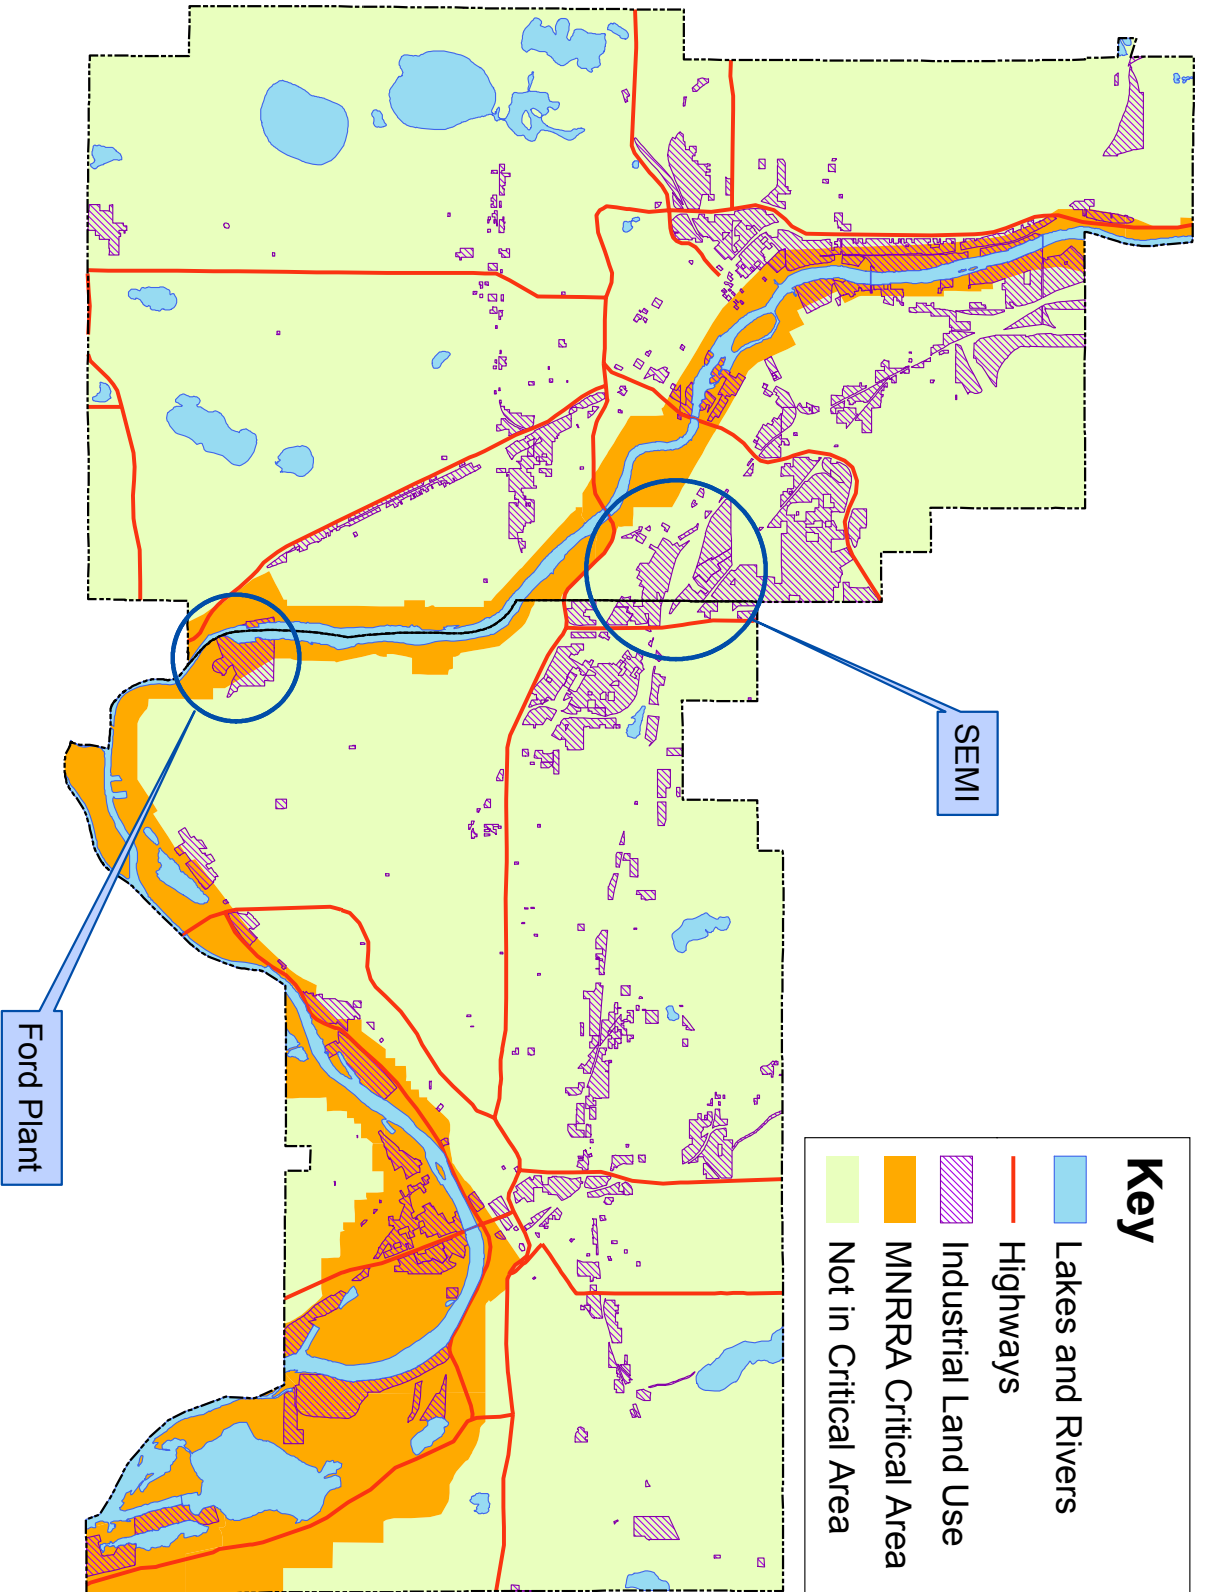 Key
Lakes and Rivers
Highways
Industrial Land Use
MNRRA Critical Area
Not in Critical Area
SEMI
Ford Plant